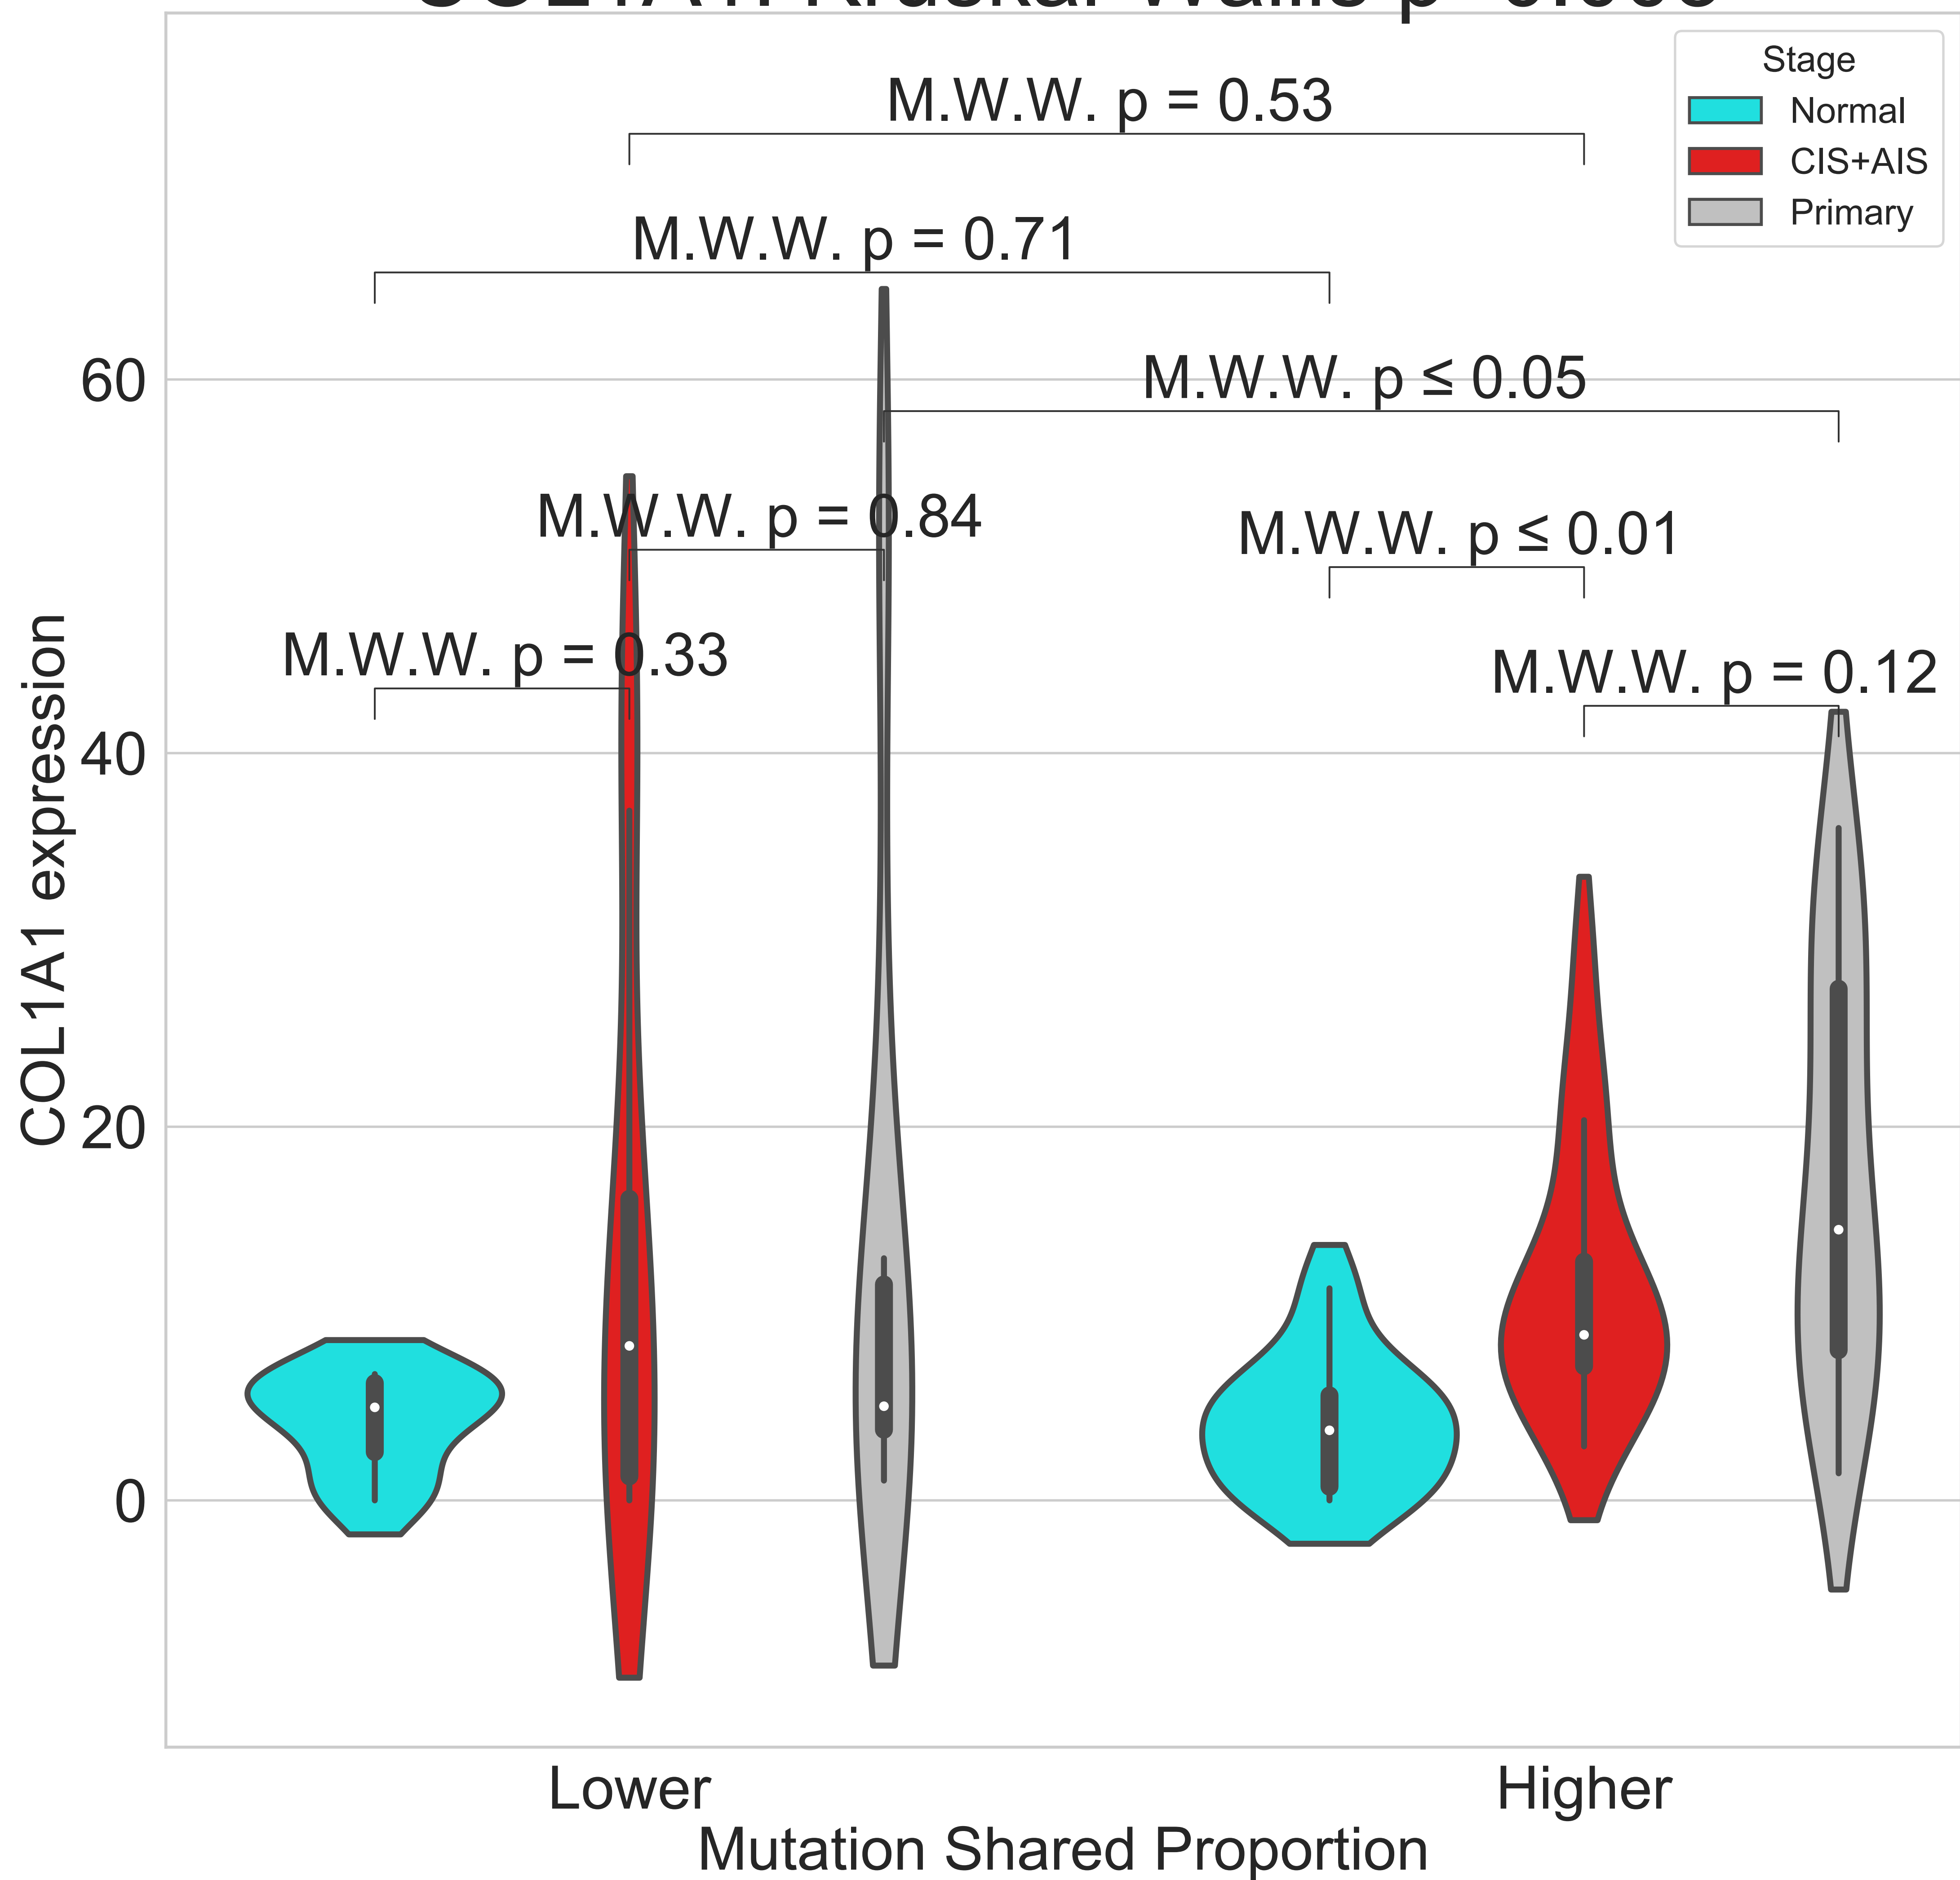 M.W.W. p = 0.53
Stage
Normal
CIS+AIS
Primary
M.W.W. p = 0.71
M.W.W. p ≤ 0.05
M.W.W. p = 0.84
M.W.W. p ≤ 0.01
M.W.W. p = 0.33
M.W.W. p = 0.12
COL1A1 expression
60
40
20
0
Lower
Higher
Mutation Shared Proportion